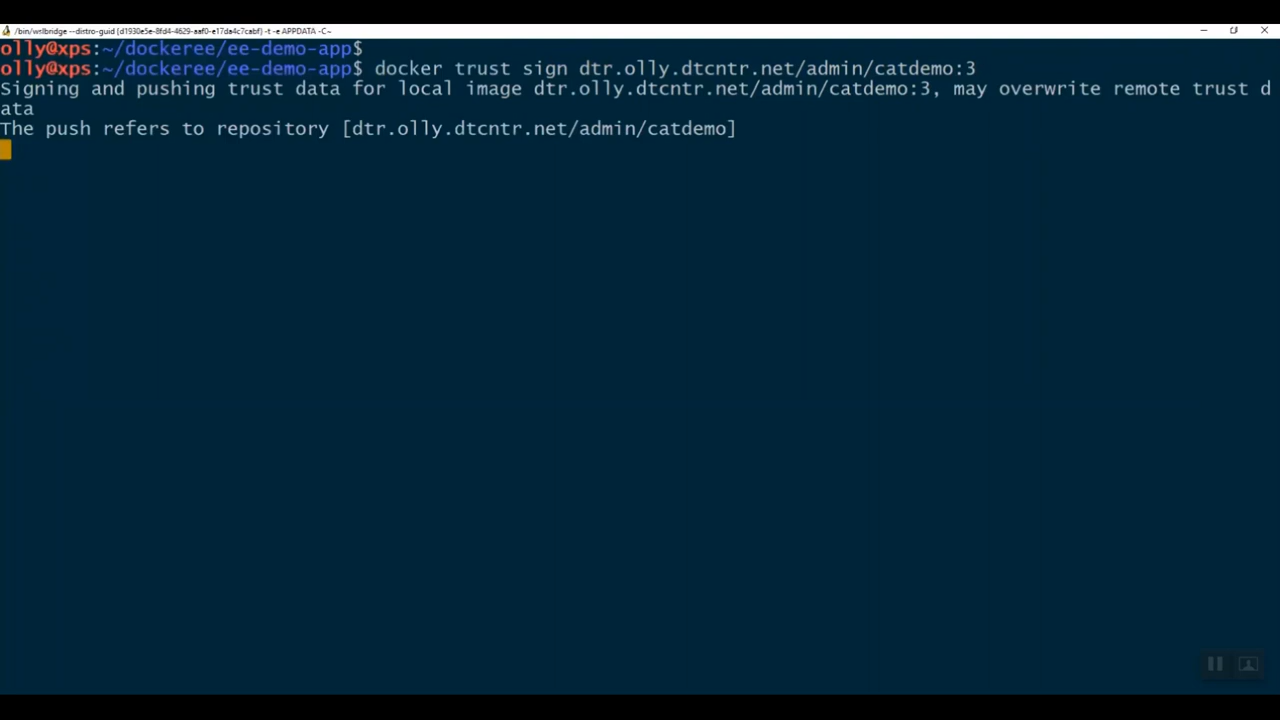 /bin/wslbridge --distro-guid {d1930e5e-8fd4-4629-aaf0-e17da4c7cabf} -t -e APPDATA -C~
olly@xps:~/dockeree/ee-demo-app$
olly@xps:~/dockeree/ee-demo-app$ docker trust sign dtr.olly.dtcntr.net/admin/catdemo:3
Signing and pushing trust data for local image dtr.olly.dtcntr.net/admin/catdemo:3, may overwrite remote trust d
ata
The push refers to repository [dtr.olly.dtcntr.net/admin/catdemo]